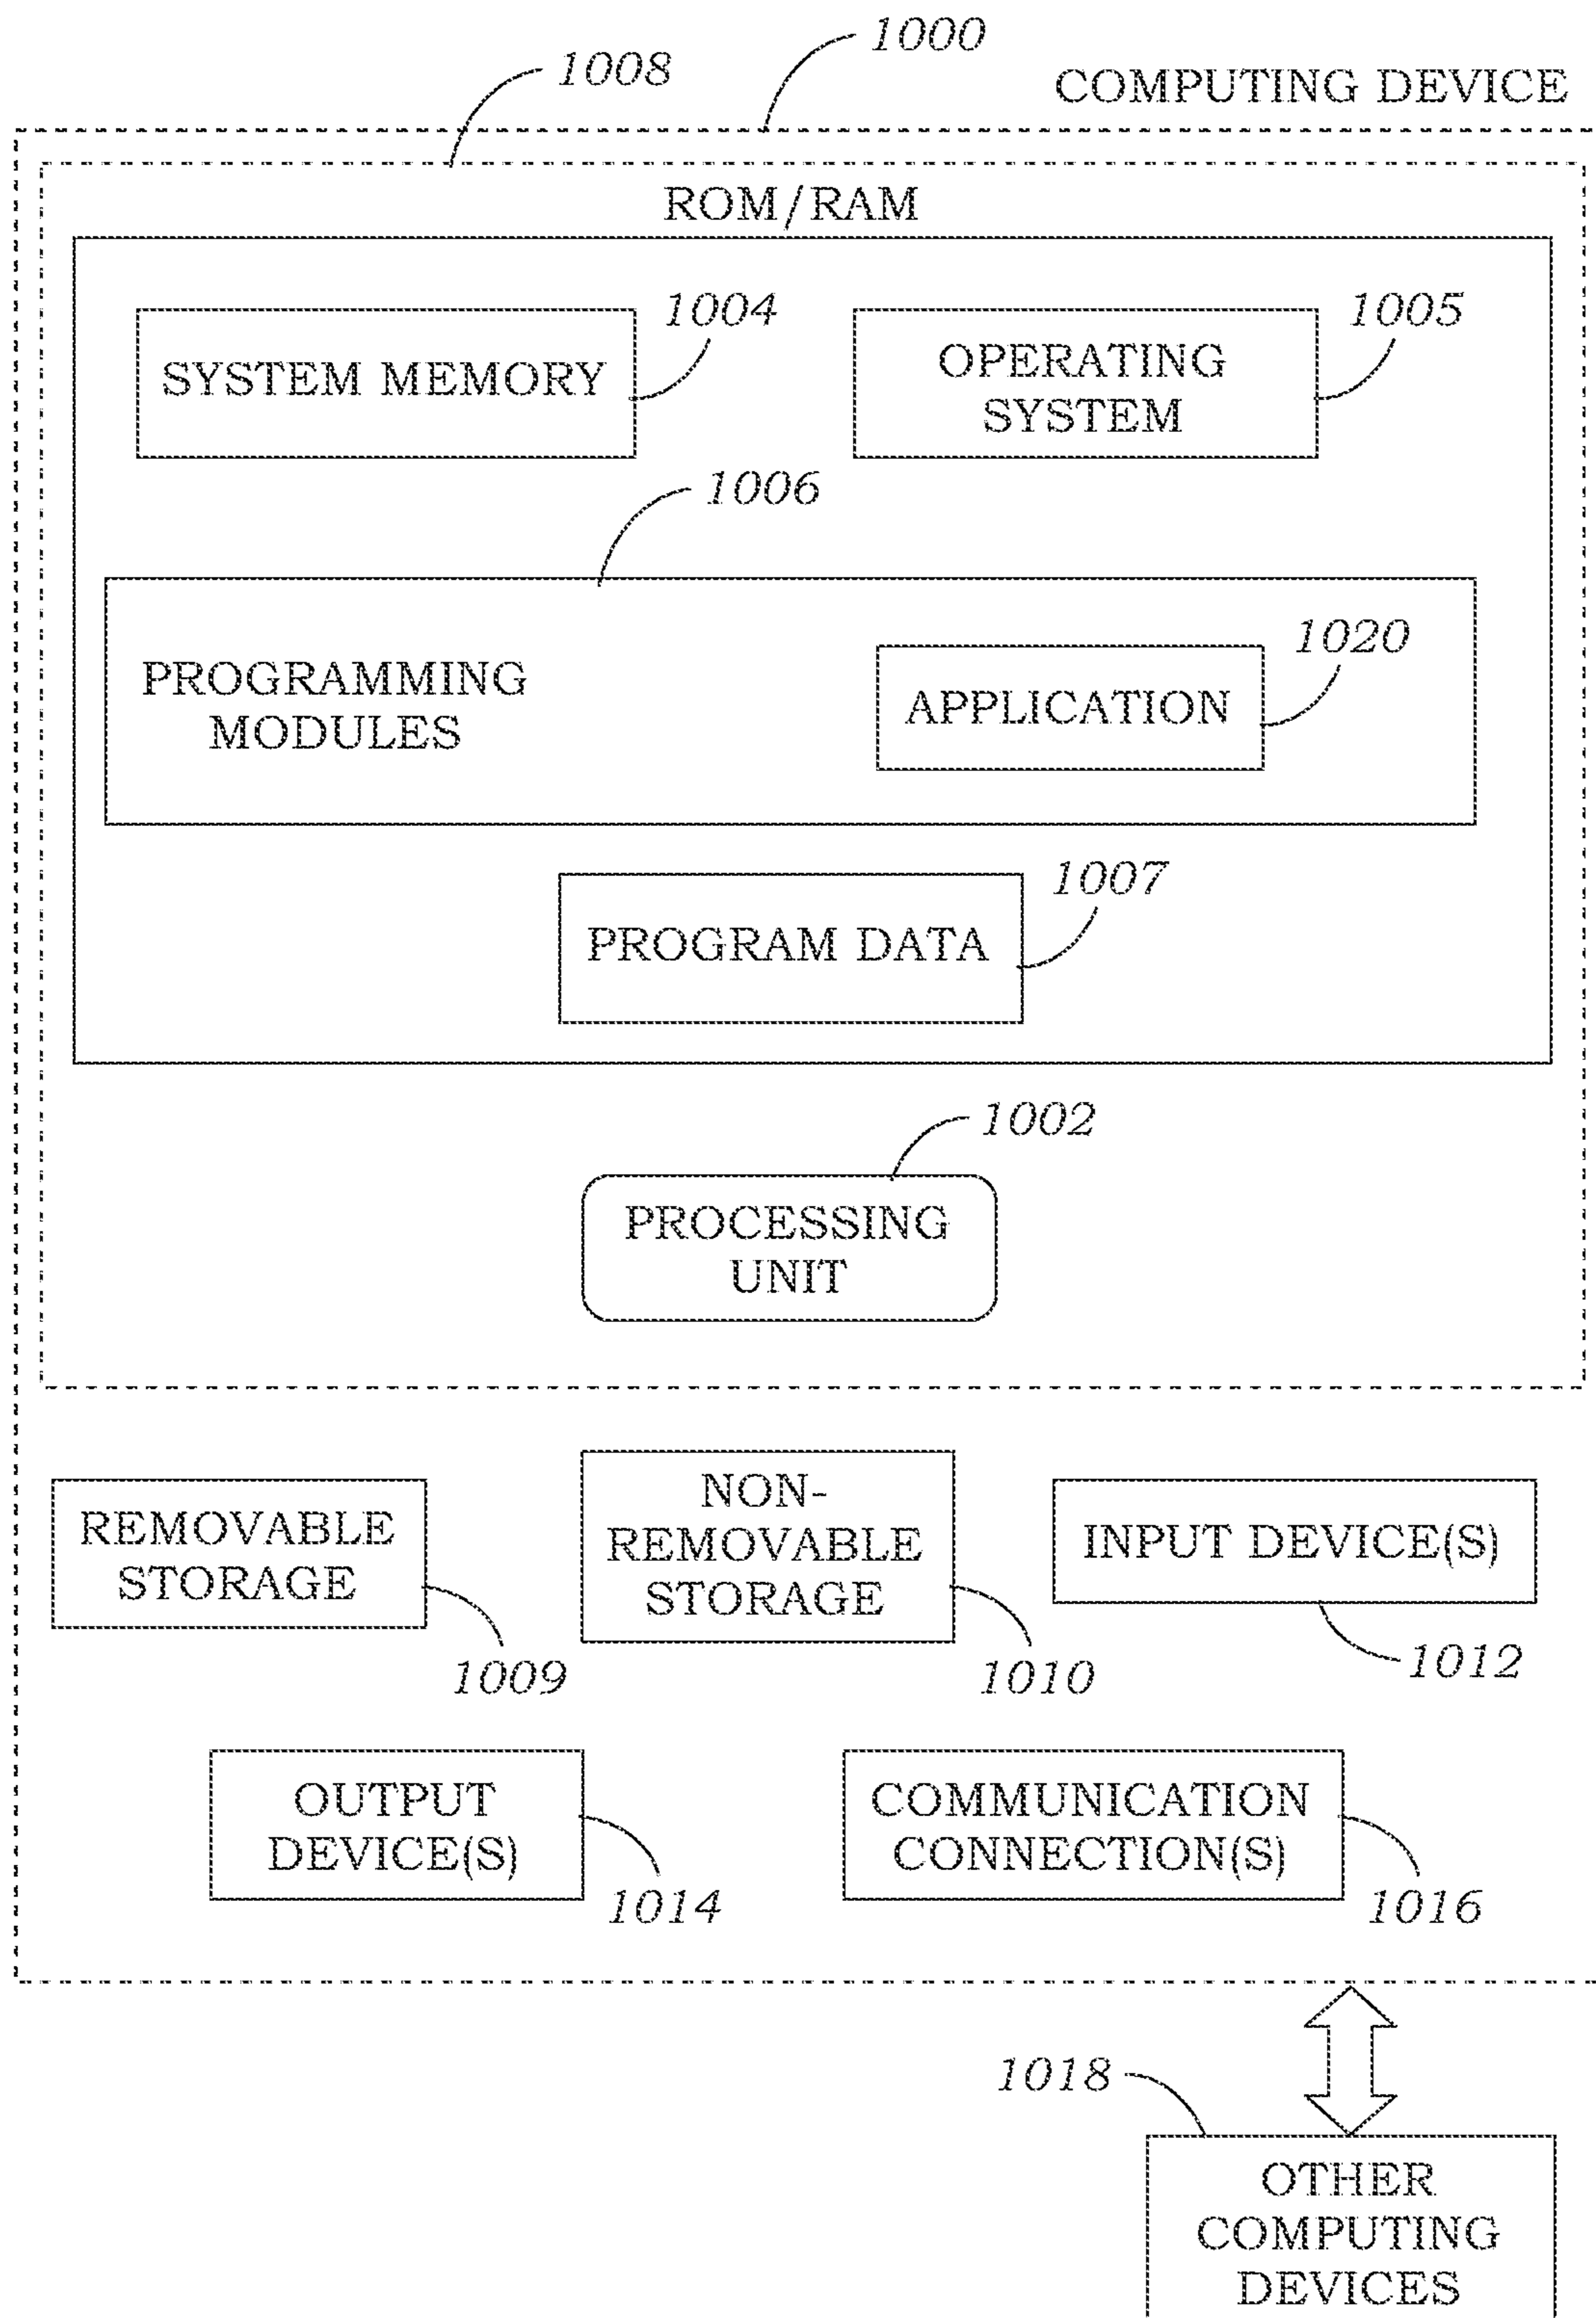 1000
1008
COMPUTING DEVICE
ROM/RAM
1004
1005
SYSTEM MEMORY
OPERATING
SYSTEM
1006
1020
PROGRAMMING
MODULES
APPLICATION
1007
PROGRAM DATA
1002
PROCESSING
UNIT
REMOVABLE
STORAGE
1009
NON-
REMOVABLE
STORAGE
1010
INPUT DEVICE(S)
1012
OUTPUT
DEVICE(S)
1014
COMMUNICATION
CONNECTION(S)
1016
1018
OTHER
COMPUTING
DEVICES